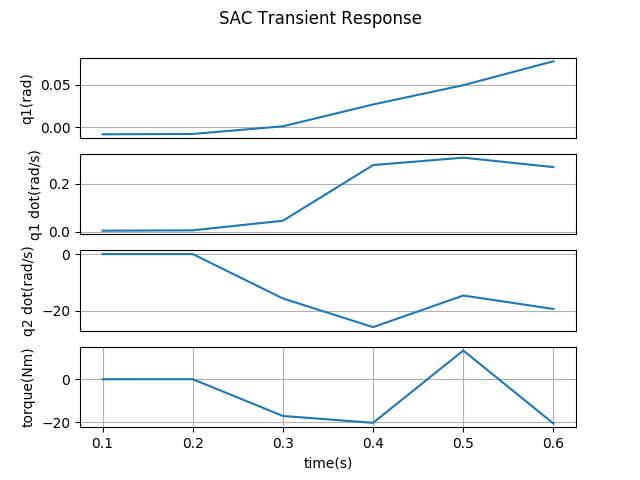 SAC Transient Response
0.05
0.00
q1(rad)
0.2
0.0
q1 dot(rad/s)
0
−20
q2 dot(rad/s)
0
−20
torque(Nm)
0.1 0.2 0.3 0.4 0.5 0.6
time(s)